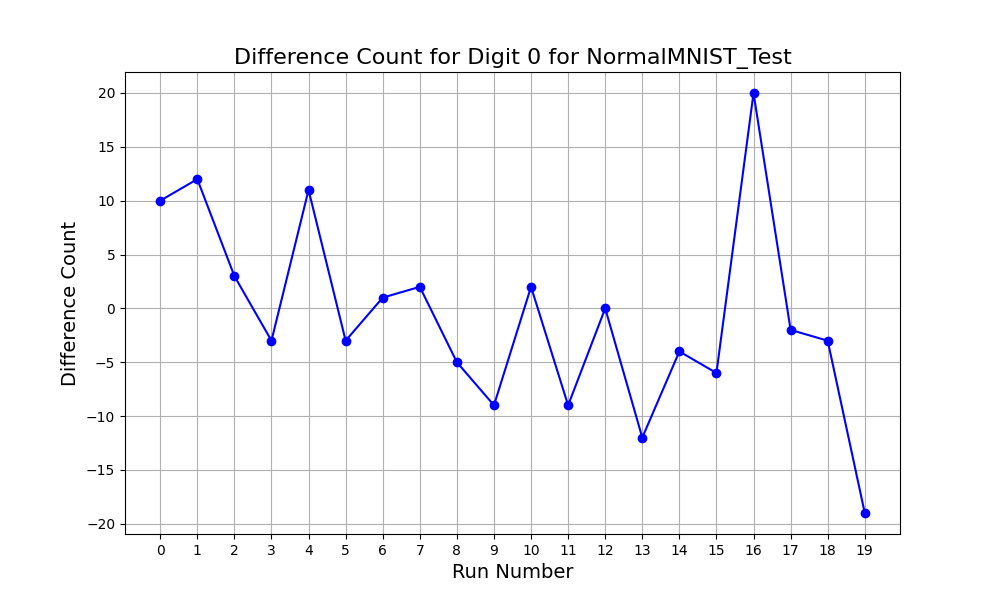 Difference Count for Digit 0 for NormalMNIST_Test
Difference Count
20
15
10
5
0
−5
−10
−15
−20
0 1 2 3 4 5 6 7 8 9 10 11 12 13 14 15 16 17 18 19
Run Number